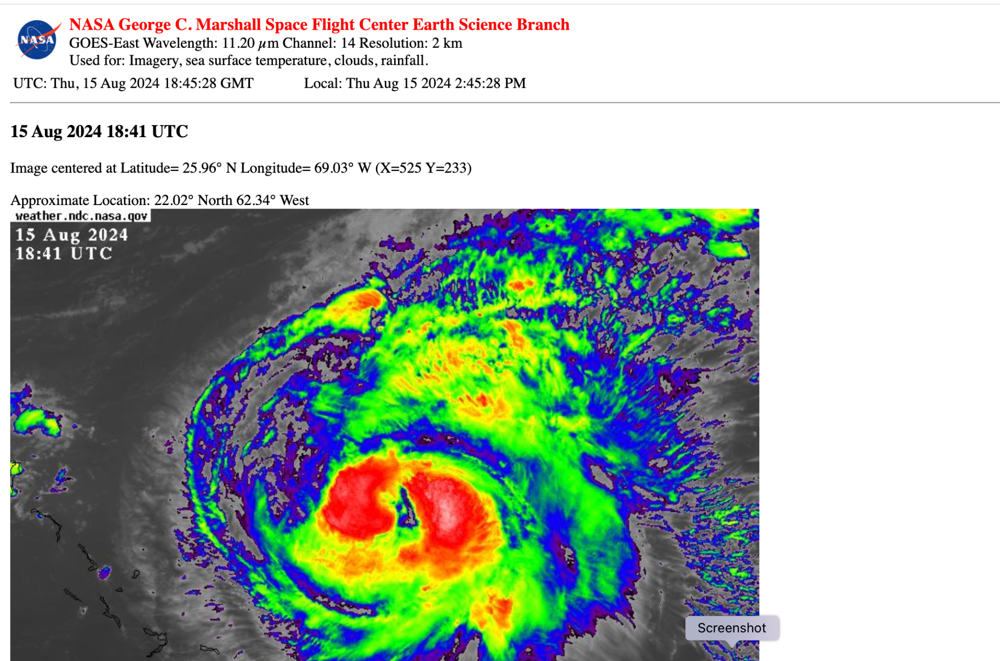 NASA
NASA George C. Marshall Space Flight Center Earth Science Branch
GOES-East Wavelength: 11.20 μm Channel: 14 Resolution: 2 km
Used for: Imagery, sea surface temperature, clouds, rainfall.
UTC: Thu, 15 Aug 2024 18:45:28 GMT Local: Thu Aug 15 2024 2:45:28 PM
15 Aug 2024 18:41 UTC
Image centered at Latitude= 25.96° N Longitude= 69.03° W (X=525 Y=233)
Approximate Location: 22.02° North 62.34° West
weather.ndc.nasa.gov
15 Aug 2024
18:41 UTC
Screenshot